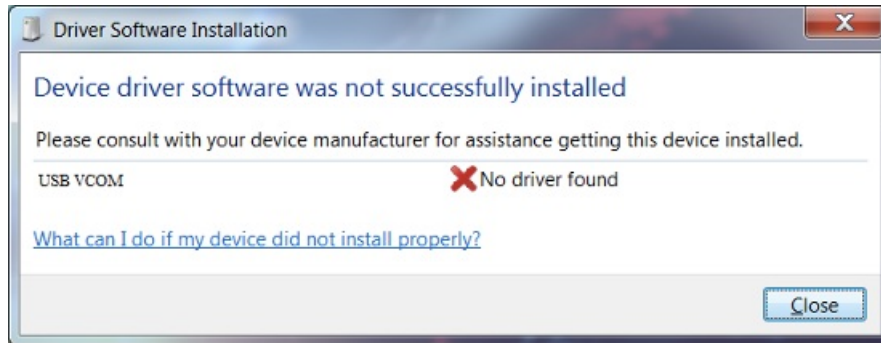 Driver Software Installation
Device driver software was not successfully installed
Please consult with your device manufacturer for assistance getting this device installed.
USB VCOM No driver found
What can I do if my device did not install properly?
Close